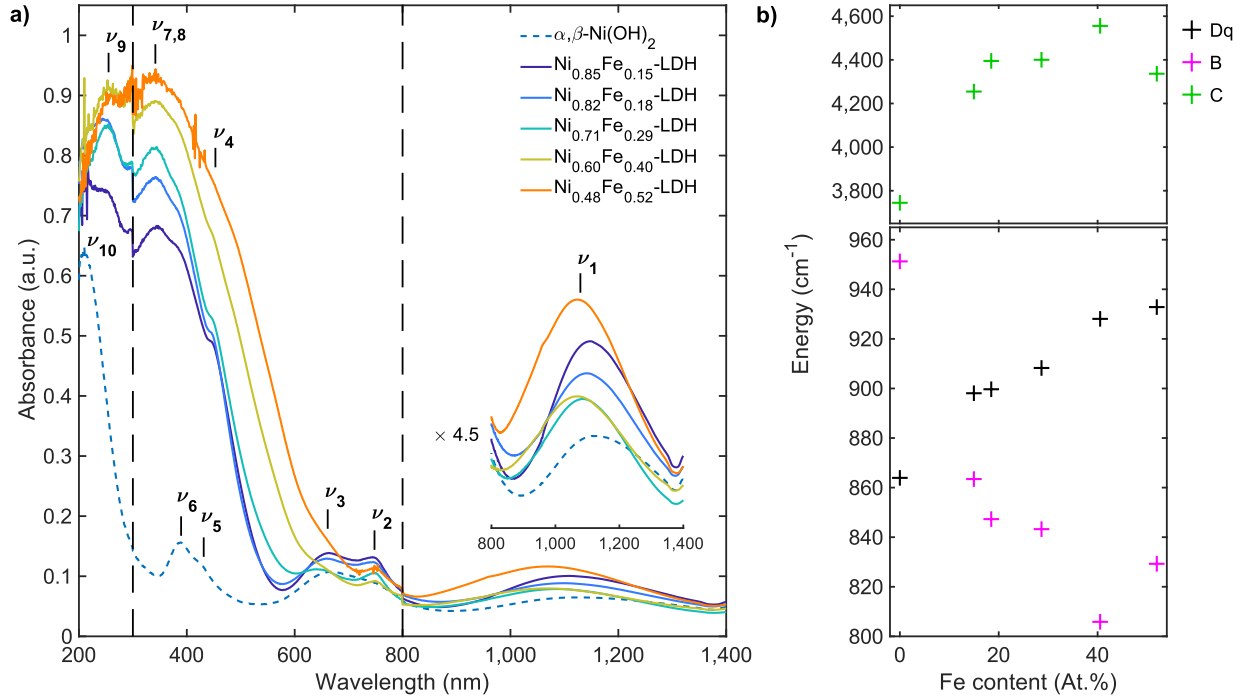 a)
Absorbance (a.u.)
1
0.9
0.8
0.7
0.6
0.5
0.4
0.3
0.2
0.1
0
200
400
600
800
1,000
1,200
1,400
Wavelength (nm)
ν9
ν7,8
ν4
ν10
ν6
ν5
ν3
ν2
ν1
α,β-Ni(OH)2
Ni0.85Fe0.15-LDH
Ni0.82Fe0.18-LDH
Ni0.71Fe0.29-LDH
Ni0.60Fe0.40-LDH
Ni0.48Fe0.52-LDH
× 4.5
800
1,000
1,200
1,400
b)
Energy (cm-1)
4,600
4,400
4,200
4,000
3,800
960
940
920
900
880
860
840
820
800
0
20
40
Fe content (At.%)
Dq
B
C